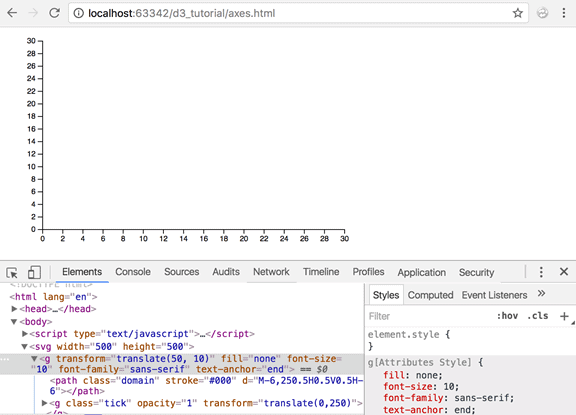 localhost:63342/d3_tutorial/axes.html
30
28
26
24
22
20
18
16
14
12
10
8
6
4
2
0
0 2 4 6 8 10 12 14 16 18 20 22 24 26 28 30
Elements Console Sources Audits Network Timeline Profiles Application Security
<!DOCTYPE html>
<html lang="en">
▶<head>…</head>
▼<body>
▶<script type="text/javascript">…</script>
▼<svg width="500" height="500">
▼<g transform="translate(50, 10)" fill="none" font-size=
"10" font-family="sans-serif" text-anchor="end"> == $0
<path class="domain" stroke="#000" d="M-6,250.5H0.5V0.5H-
6"></path>
▶<g class="tick" opacity="1" transform="translate(0,250)">
Styles Computed Event Listeners »
Filter :hov .cls +
element.style {
}
g[Attributes Style] {
fill: none;
font-size: 10;
font-family: sans-serif;
text-anchor: end;